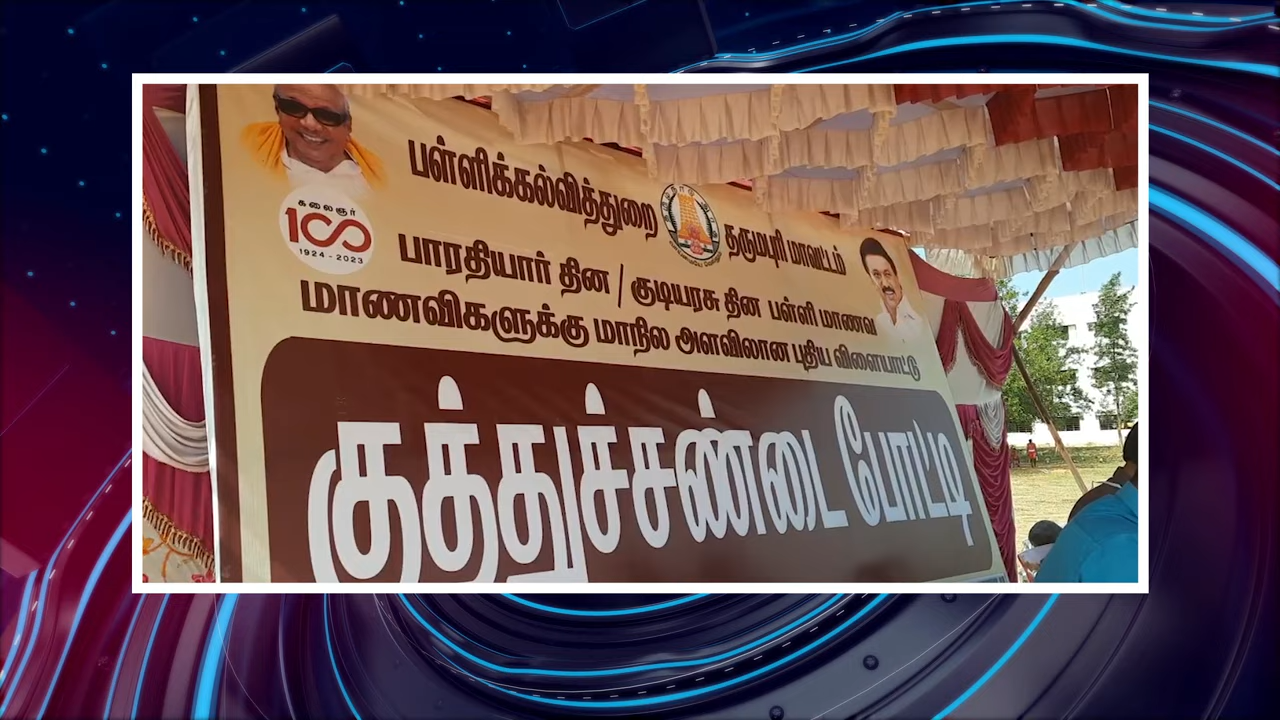 கலைஞர்
100
1924 - 2023
பள்ளிக்கல்வித்துறை தருமபுரி மாவட்டம்
பாரதியார் தின / குடியரசு தின பள்ளி மாணவ
மாணவிகளுக்கு மாநில அளவிலான புதிய விளையாட்டு
குத்துச்சண்டை போட்டி